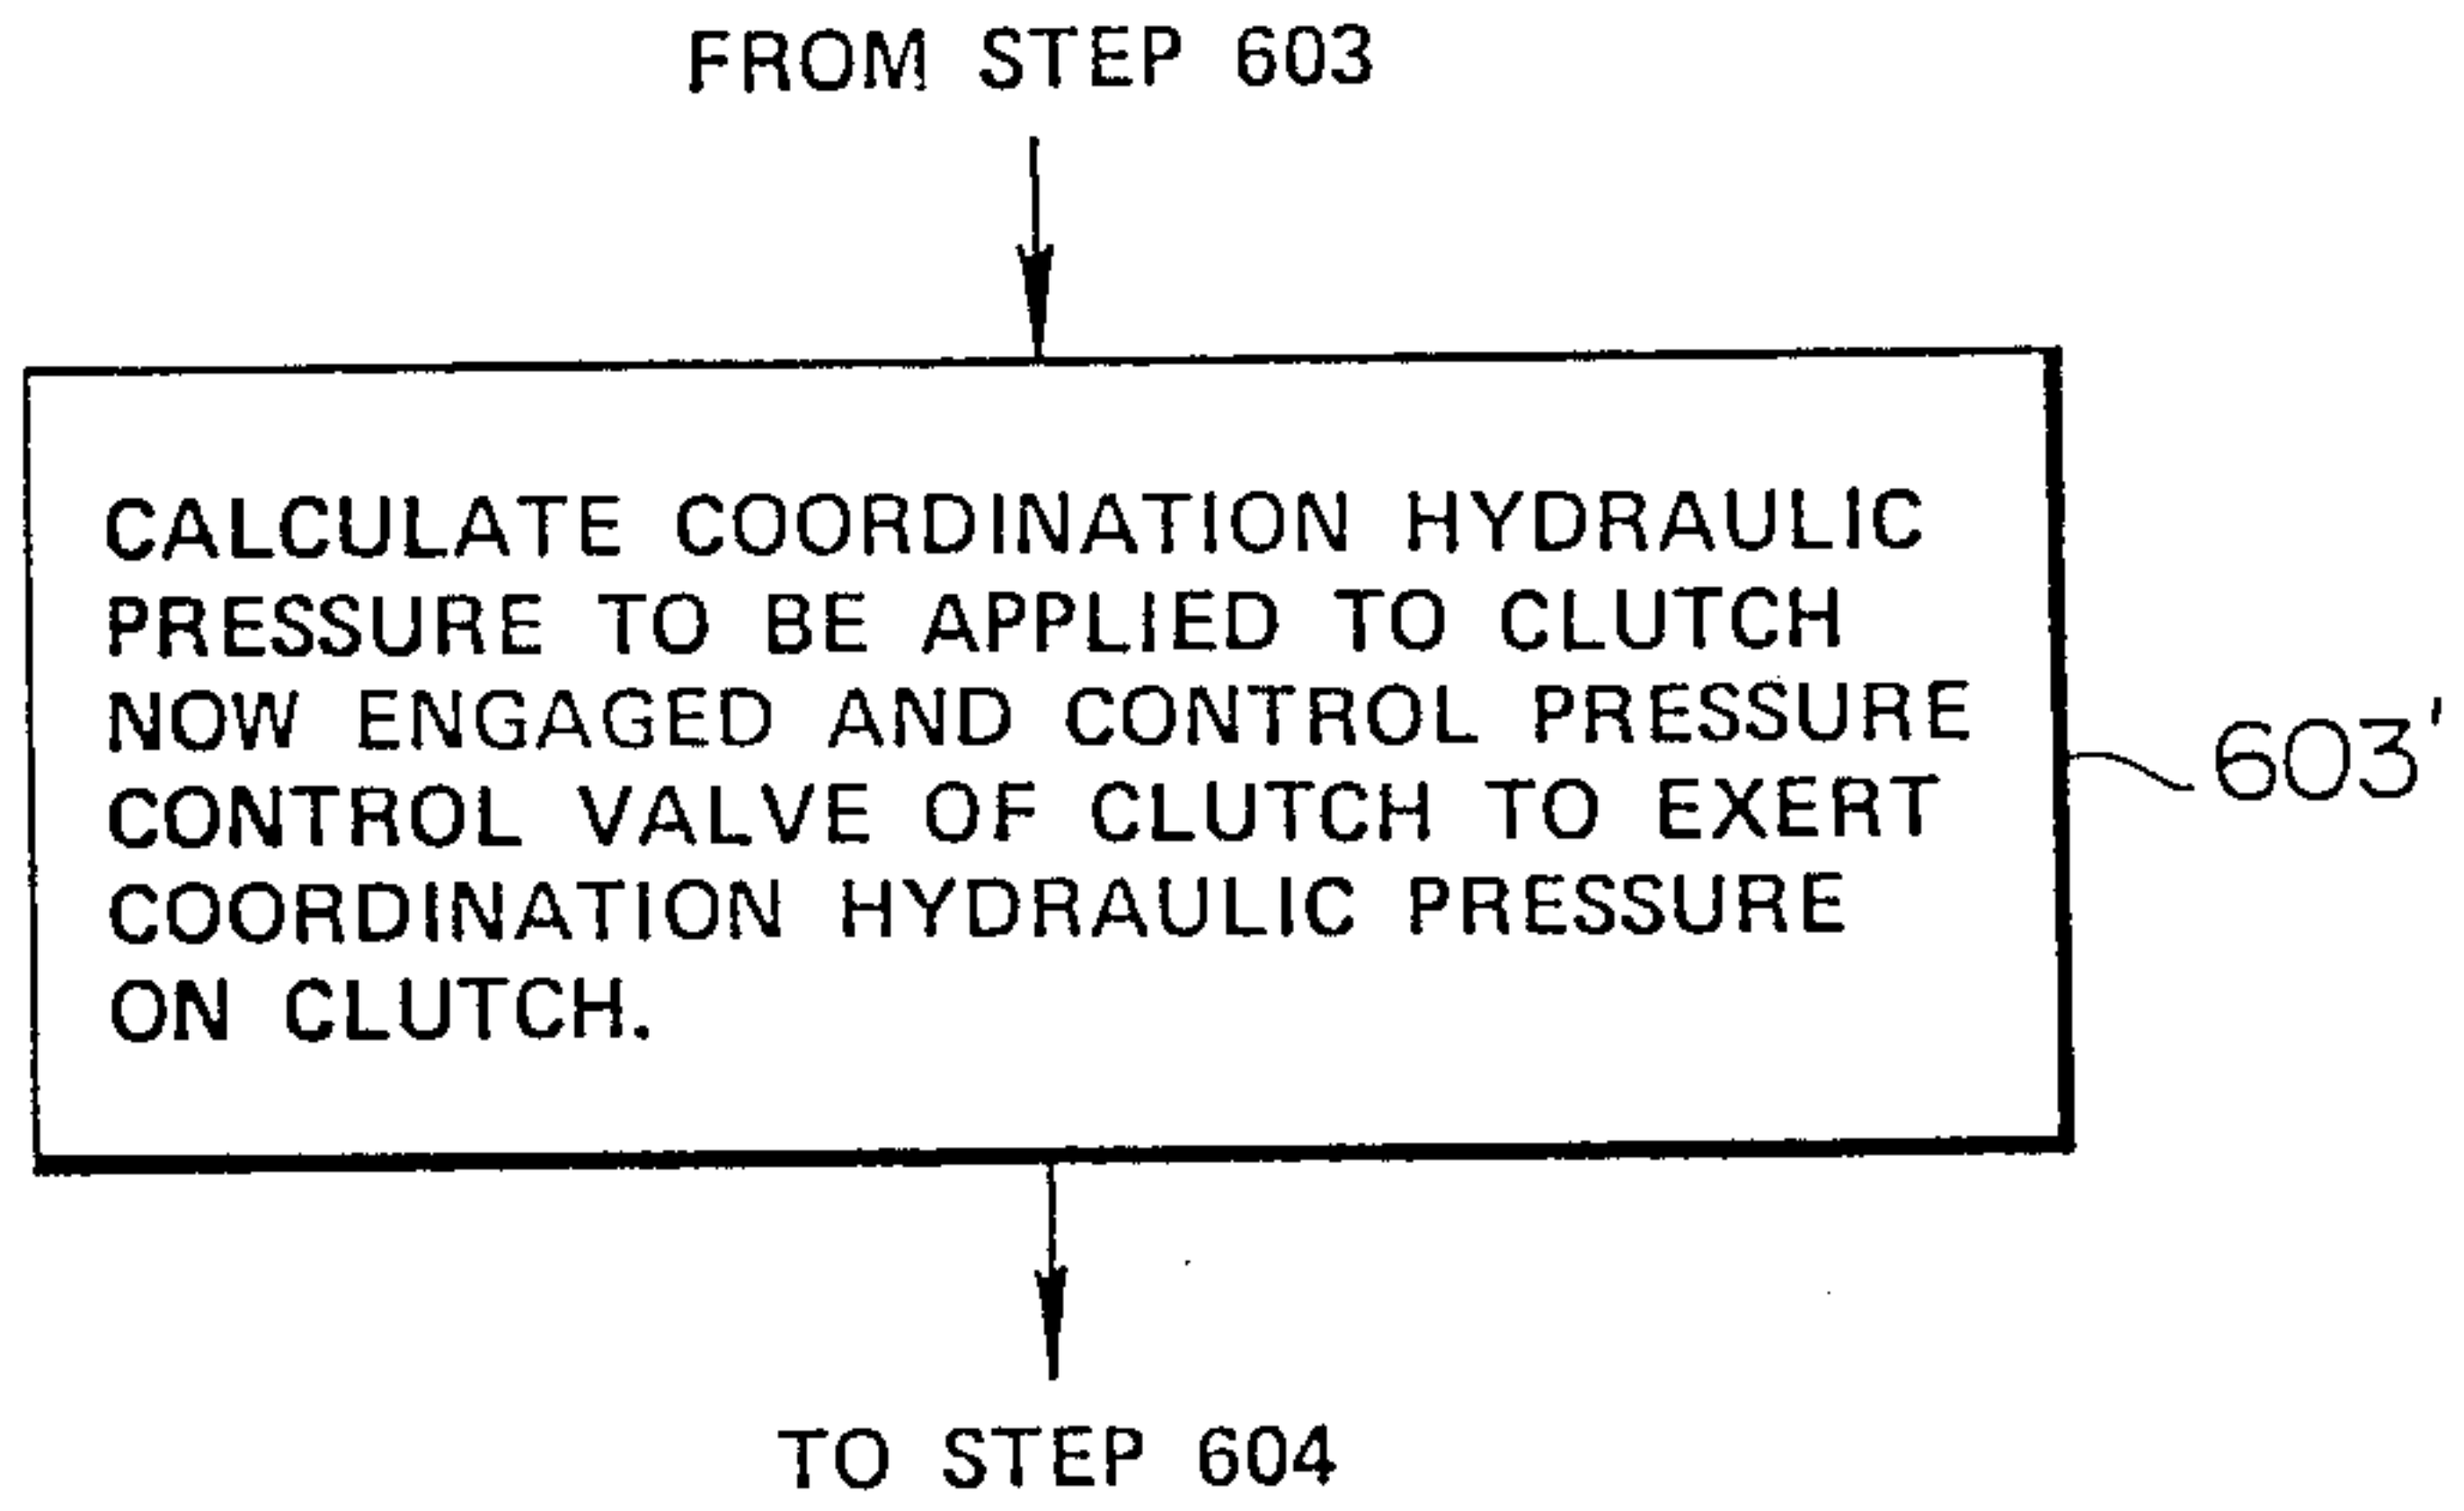 FROM STEP 603
CALCULATE COORDINATION HYDRAULIC
PRESSURE TO BE APPLIED TO CLUTCH
NOW ENGAGED AND CONTROL PRESSURE
CONTROL VALVE OF CLUTCH TO EXERT
COORDINATION HYDRAULIC PRESSURE
ON CLUTCH.
603'
TO STEP 604